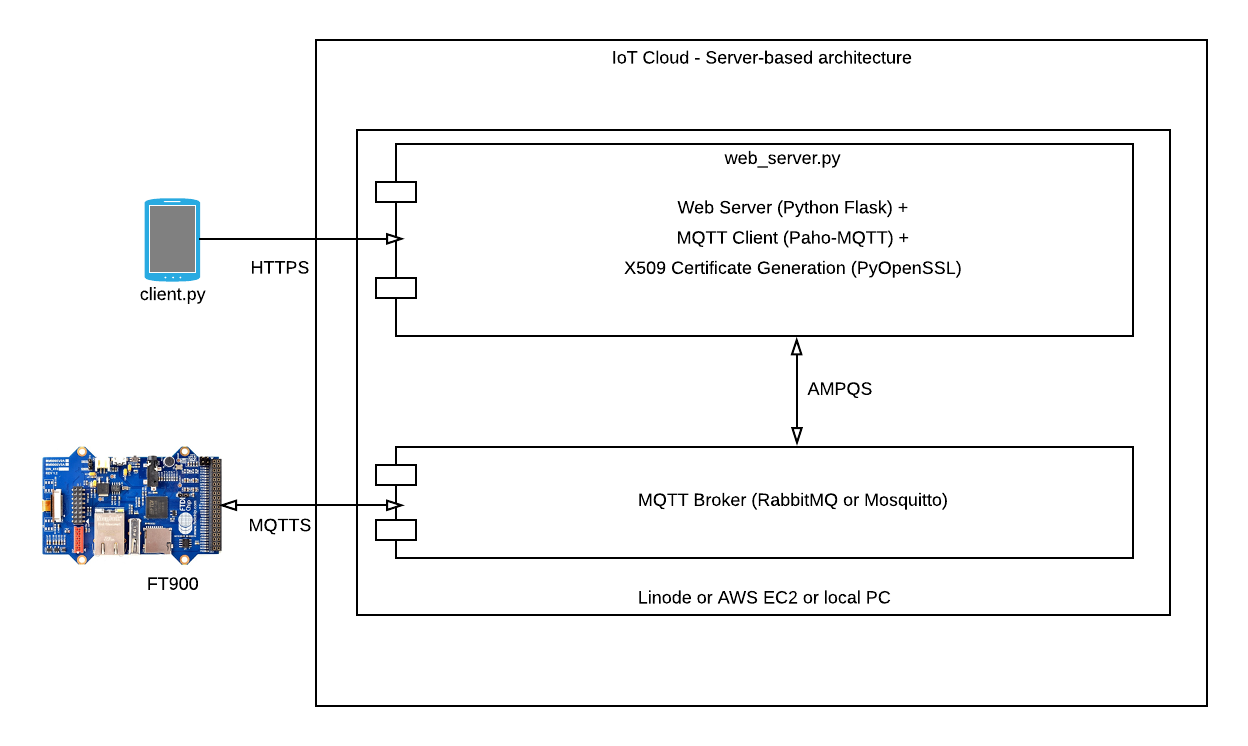 IoT Cloud - Server-based architecture
web_server.py
Web Server (Python Flask) +
MQTT Client (Paho-MQTT) +
X509 Certificate Generation (PyOpenSSL)
HTTPS
client.py
AMPQS
MQTT Broker (RabbitMQ or Mosquitto)
MQTTS
FT900
Linode or AWS EC2 or local PC